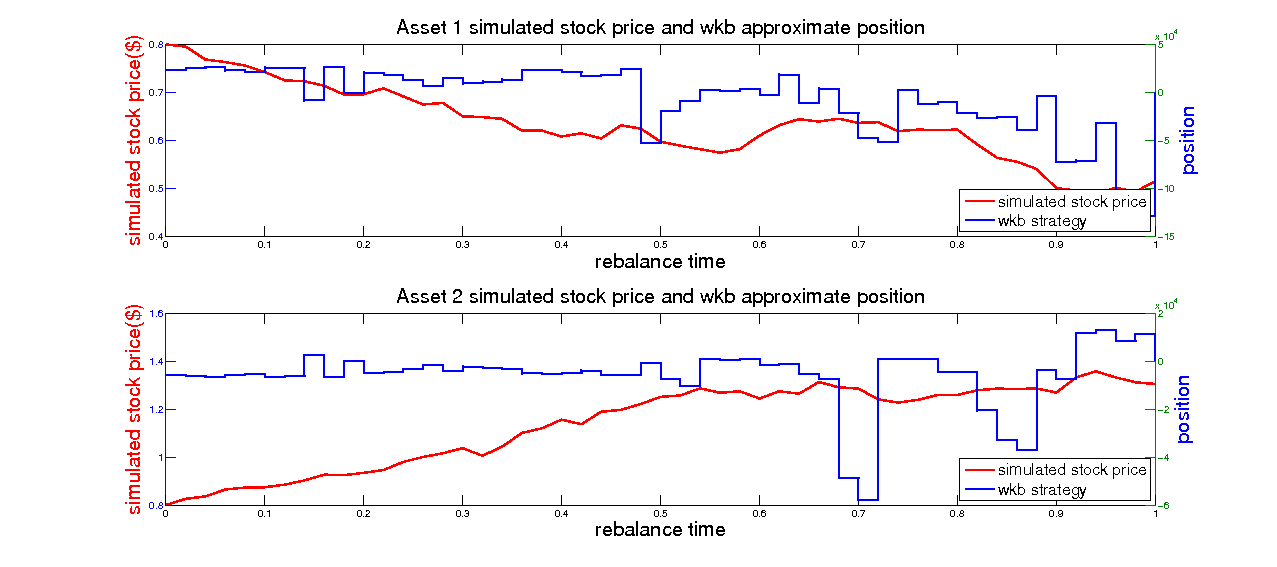 Asset 1 simulated stock price and wkb approximate position
x 10^4
simulated stock price($)
0.8
0.7
0.6
0.5
0.4
5
0
−5
−10
−15
position
simulated stock price
wkb strategy
0 0.1 0.2 0.3 0.4 0.5 0.6 0.7 0.8 0.9 1
rebalance time
Asset 2 simulated stock price and wkb approximate position
x 10^4
simulated stock price($)
1.6
1.4
1.2
1
0.8
2
0
−2
−4
−6
position
simulated stock price
wkb strategy
0 0.1 0.2 0.3 0.4 0.5 0.6 0.7 0.8 0.9 1
rebalance time